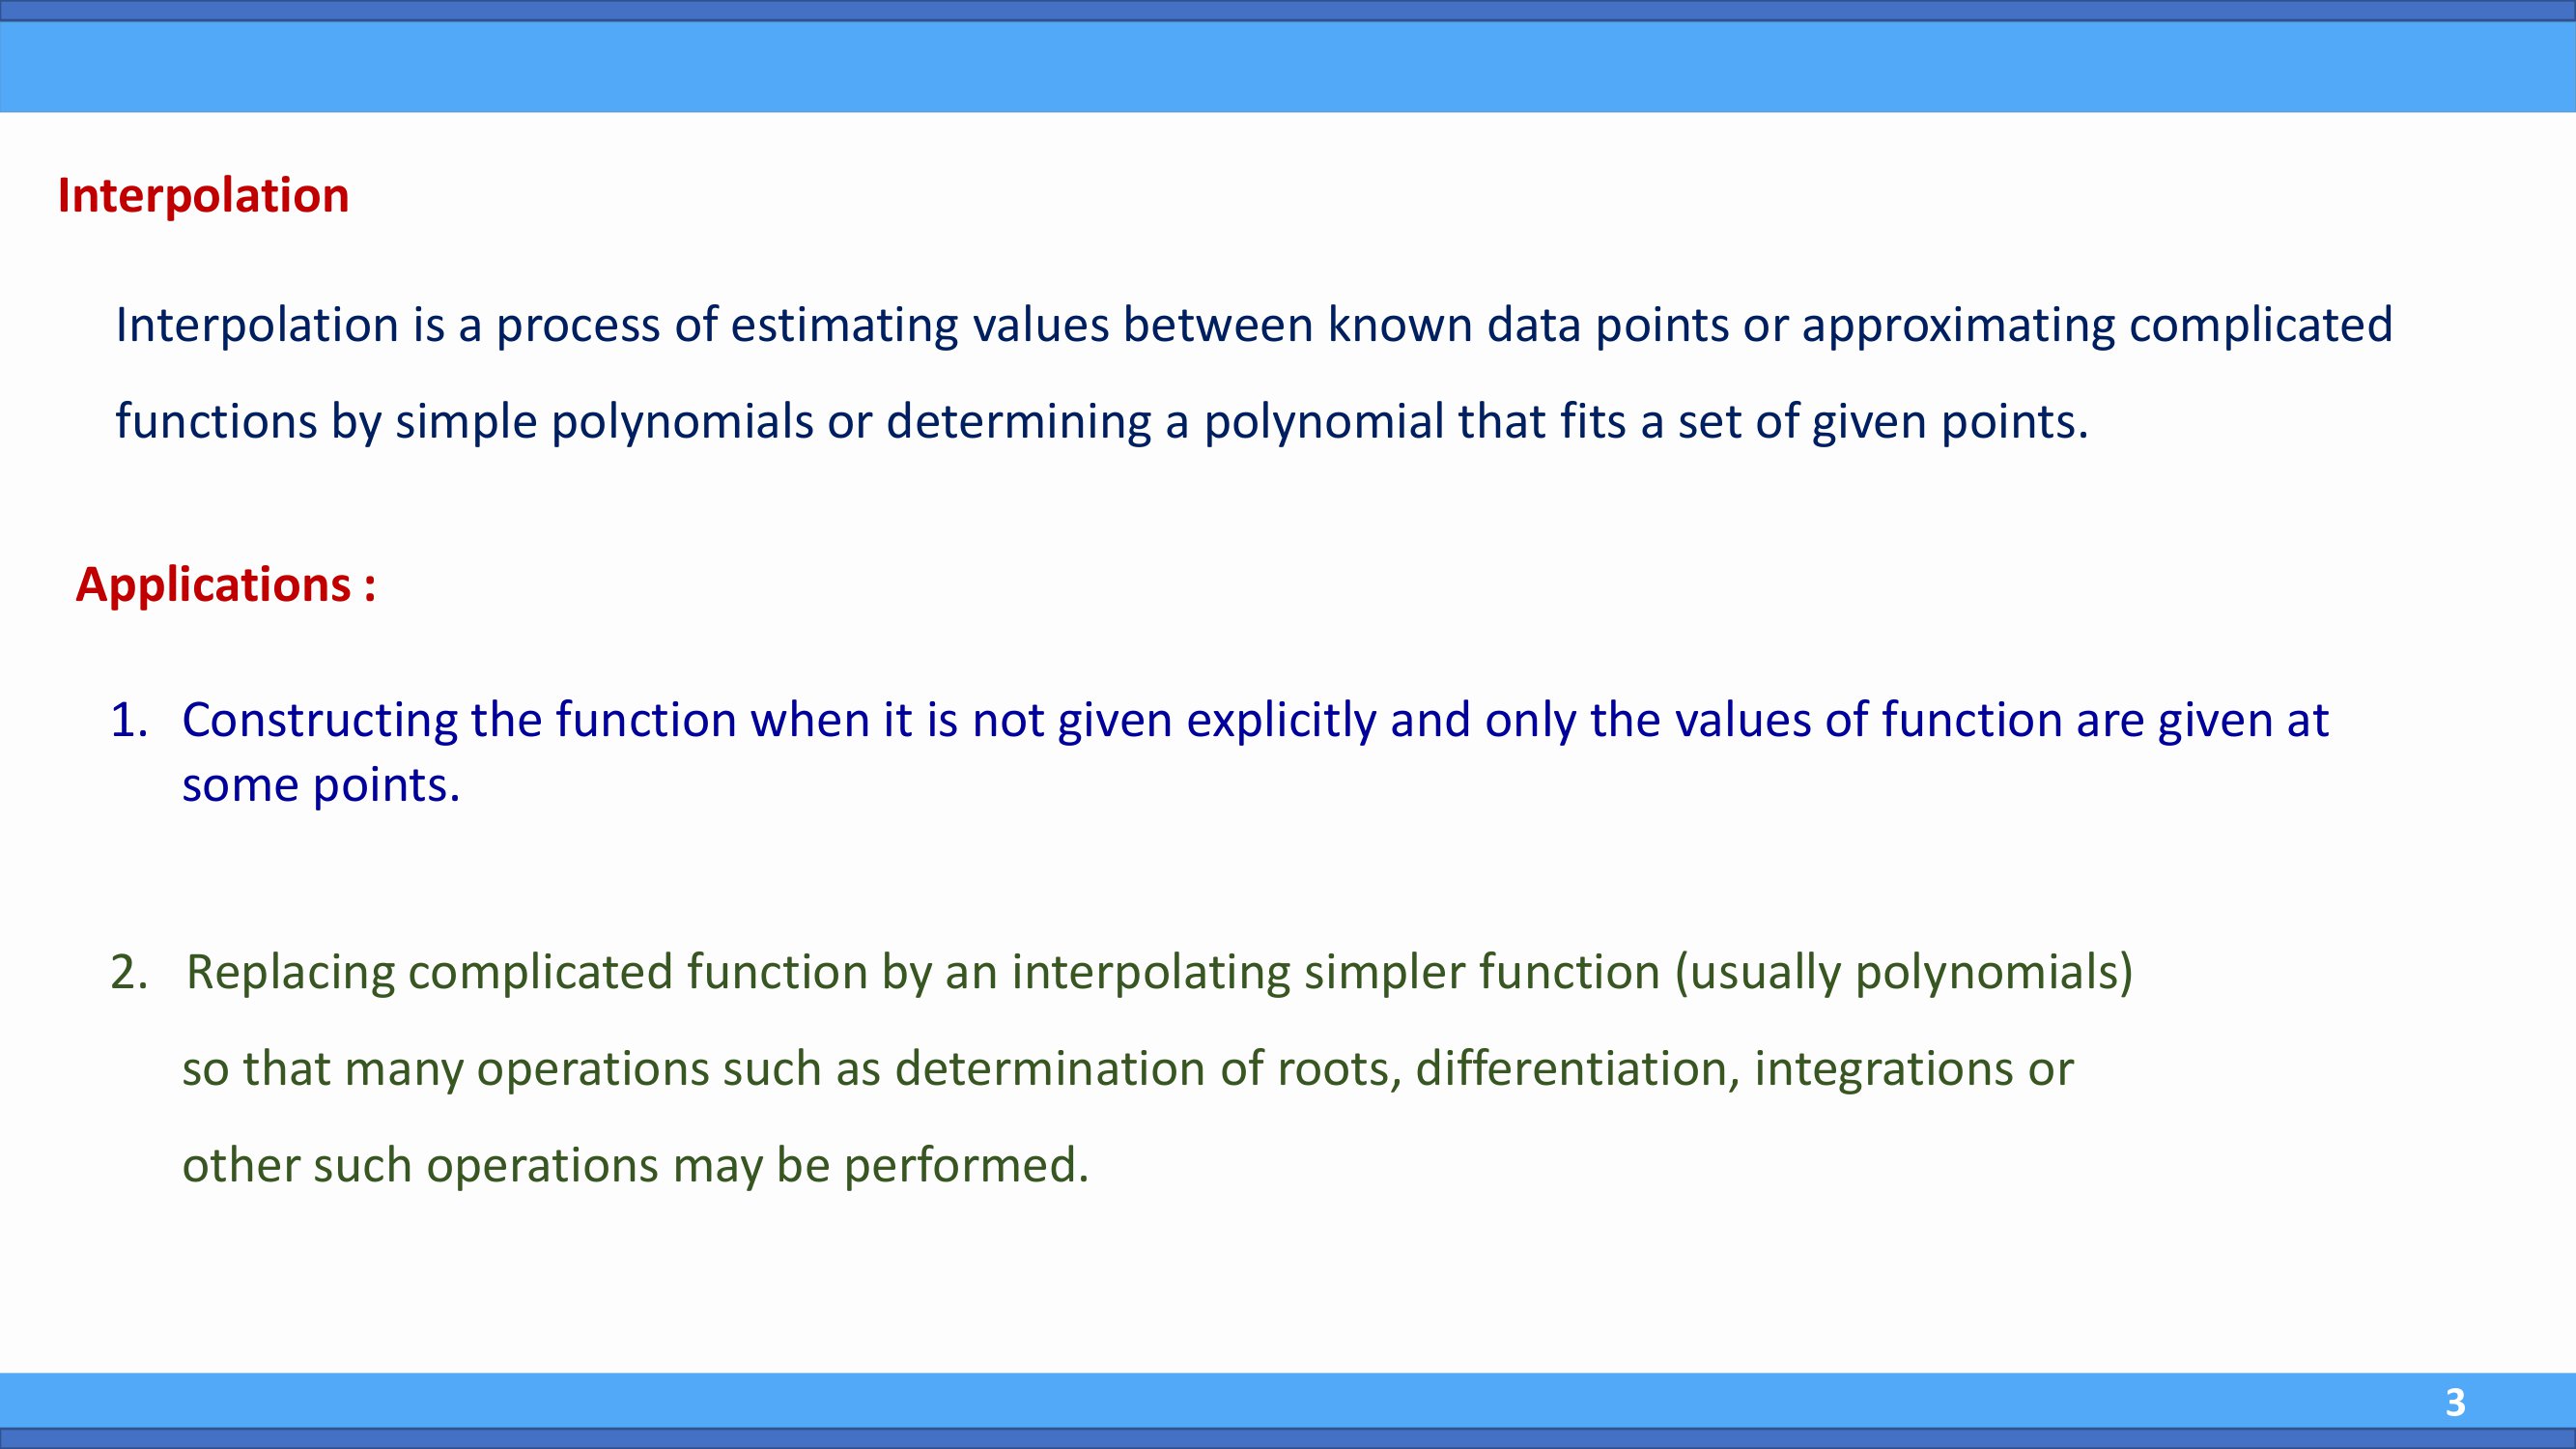 Interpolation
Interpolation is a process of estimating values between known data points or approximating complicated
functions by simple polynomials or determining a polynomial that fits a set of given points.
Applications :
1. Constructing the function when it is not given explicitly and only the values of function are given at
some points.
2. Replacing complicated function by an interpolating simpler function (usually polynomials)
so that many operations such as determination of roots, differentiation, integrations or
other such operations may be performed.
3